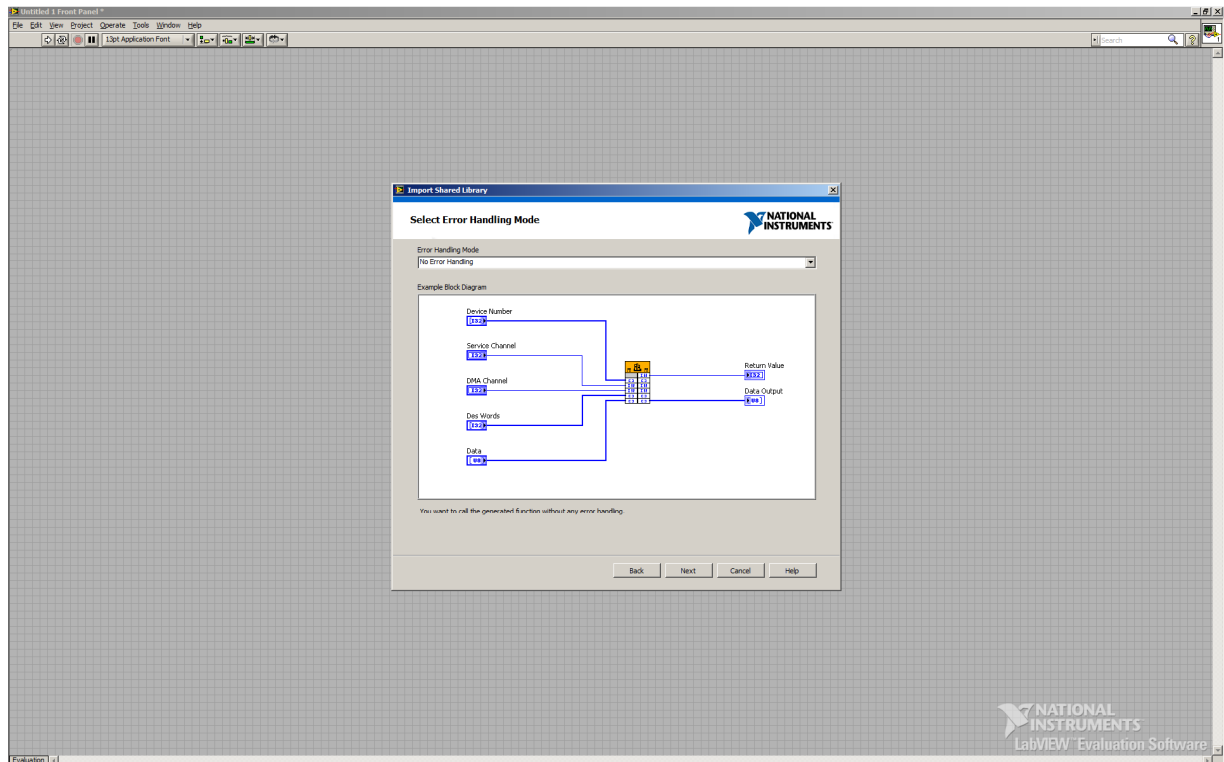 Untitled 1 Front Panel *
File Edit View Project Operate Tools Window Help
13pt Application Font
Search
Import Shared Library
Select Error Handling Mode
NATIONAL
INSTRUMENTS
Error Handling Mode
No Error Handling
Example Block Diagram
Device Number
I32
Service Channel
I32
Return Value
I32
DMA Channel
I32
Data Output
U8
Des Words
I32
Data
U8
You want to call the generated function without any error handling.
Back Next Cancel Help
NATIONAL
INSTRUMENTS
LabVIEW™ Evaluation Software
Evaluation